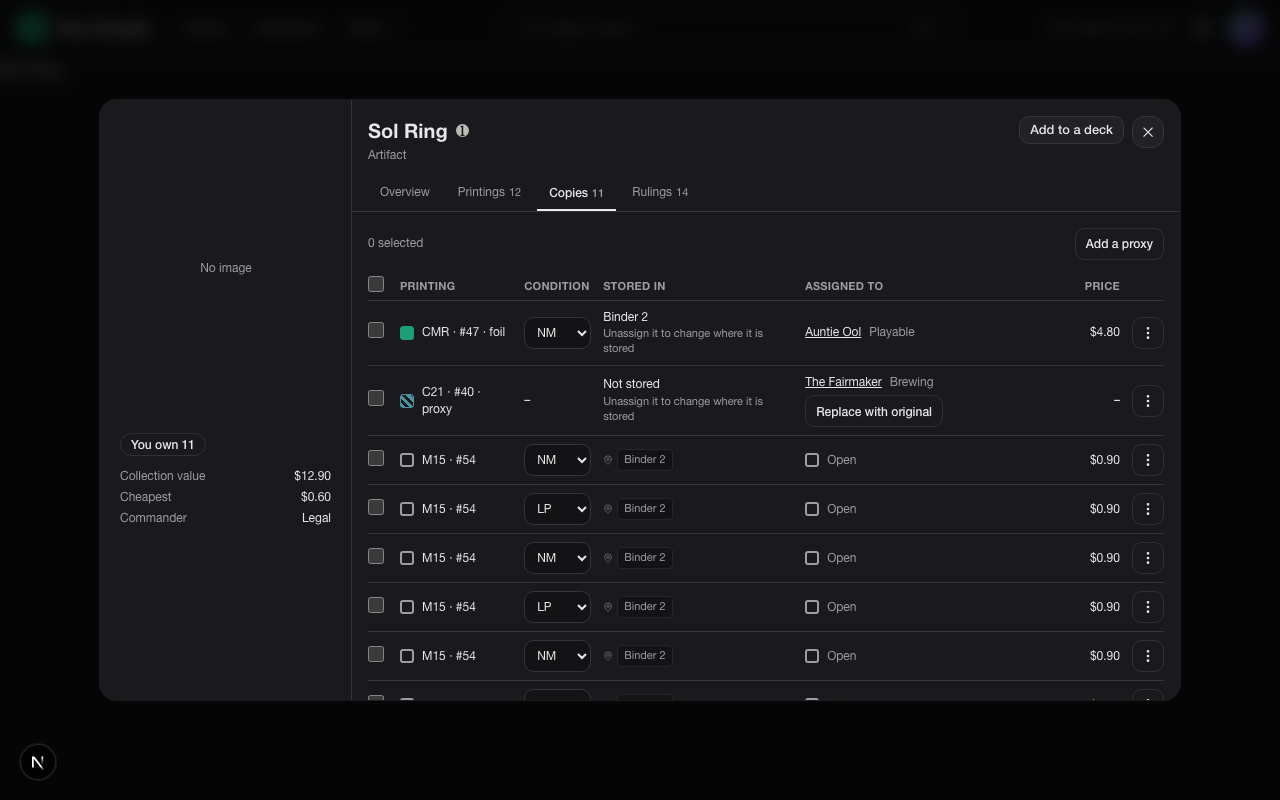 Sol Ring 1
Add to a deck
Artifact
Overview
Printings 12
Copies 11
Rulings 14
No image
0 selected
Add a proxy
PRINTING CONDITION STORED IN ASSIGNED TO PRICE
CMR · #47 · foil NM Binder 2 Auntie Ool Playable $4.80
Unassign it to change where it is
stored
C21 · #40 ·
proxy
–
Not stored
Unassign it to change where it is
stored
The Fairmaker Brewing
Replace with original
–
You own 11
Collection value $12.90
Cheapest $0.60
Commander Legal
M15 · #54 NM Binder 2 Open $0.90
M15 · #54 LP Binder 2 Open $0.90
M15 · #54 NM Binder 2 Open $0.90
M15 · #54 LP Binder 2 Open $0.90
M15 · #54 NM Binder 2 Open $0.90
N